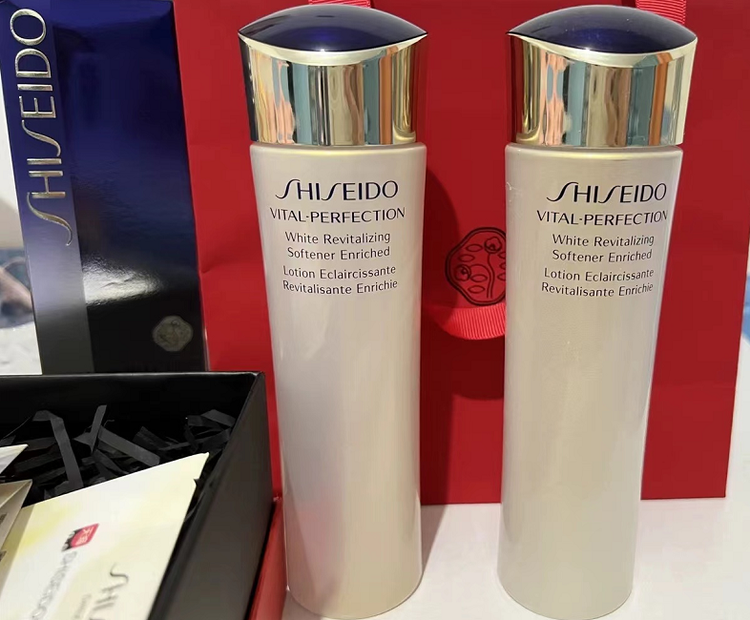 SHISEIDO
SHISEIDO
VITAL-PERFECTION
White Revitalizing
Softener Enriched
Lotion Eclaircissante
Revitalisante Enrichie
SHISEIDO
VITAL-PERFECTION
White Revitalizing
Softener Enriched
Lotion Eclaircissante
Revitalisante Enrichie